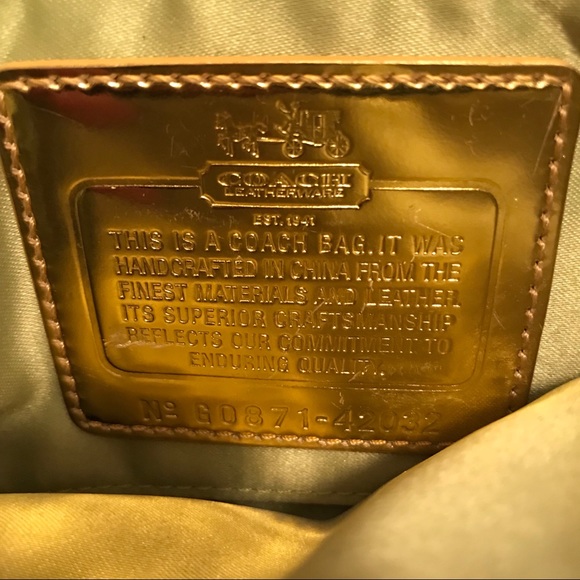 COACH
LEATHERWARE
EST. 1941
THIS IS A COACH BAG. IT WAS
HANDCRAFTED IN CHINA FROM THE
FINEST MATERIALS AND LEATHER.
ITS SUPERIOR CRAFTSMANSHIP
REFLECTS OUR COMMITMENT TO
ENDURING QUALITY.
Nº G0871-42032